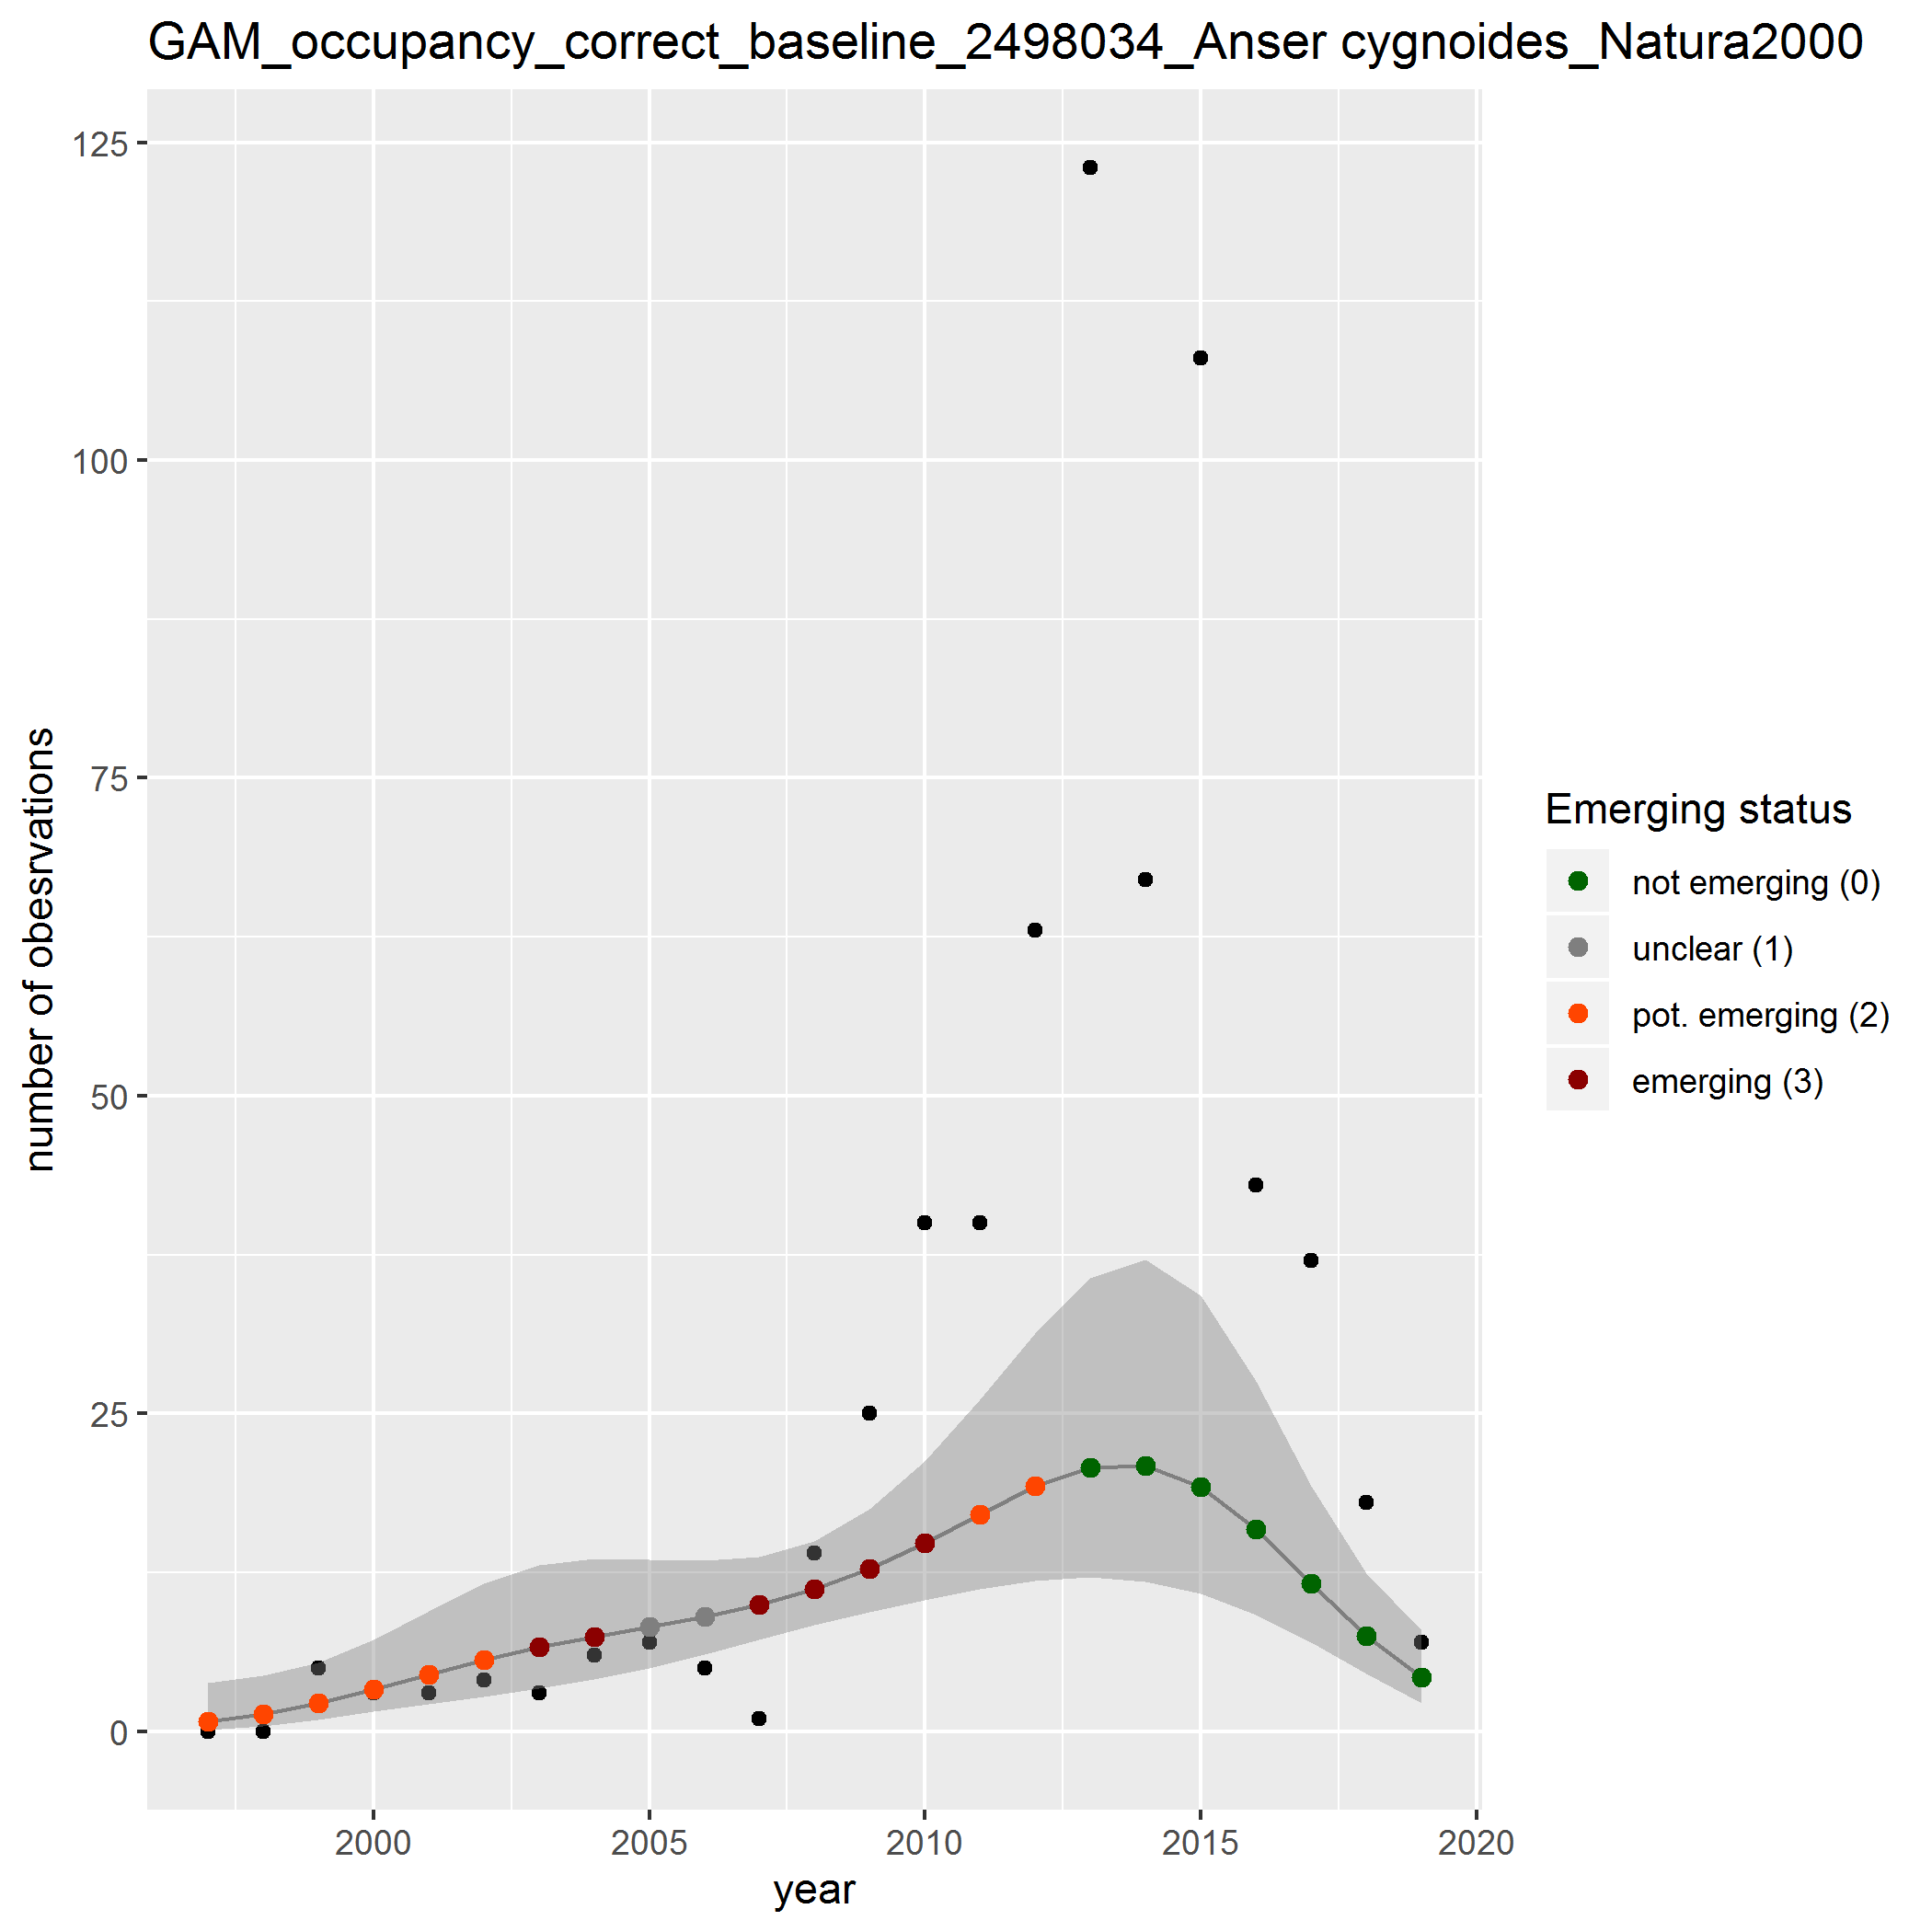 GAM_occupancy_correct_baseline_2498034_Anser cygnoides_Natura2000
125
100
75
50
25
0
number of obesrvations
2000
2005
2010
2015
2020
year
Emerging status
not emerging (0)
unclear (1)
pot. emerging (2)
emerging (3)